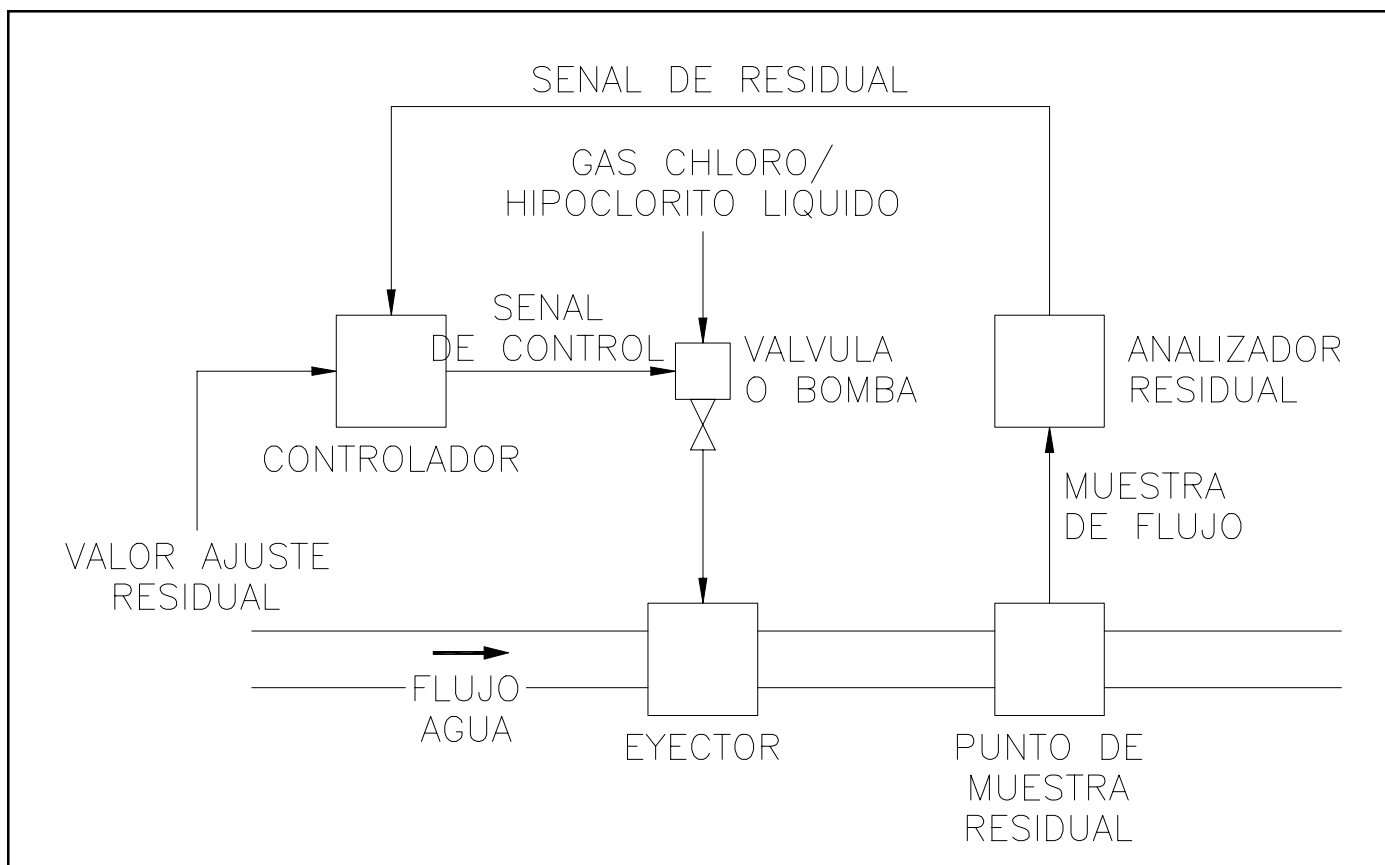 SENAL DE RESIDUAL
GAS CHLORO/
HIPOCLORITO LIQUIDO
SENAL
DE CONTROL
VALVULA
O BOMBA
ANALIZADOR
RESIDUAL
CONTROLADOR
MUESTRA
DE FLUJO
VALOR AJUSTE
RESIDUAL
FLUJO
AGUA
EYECTOR
PUNTO DE
MUESTRA
RESIDUAL